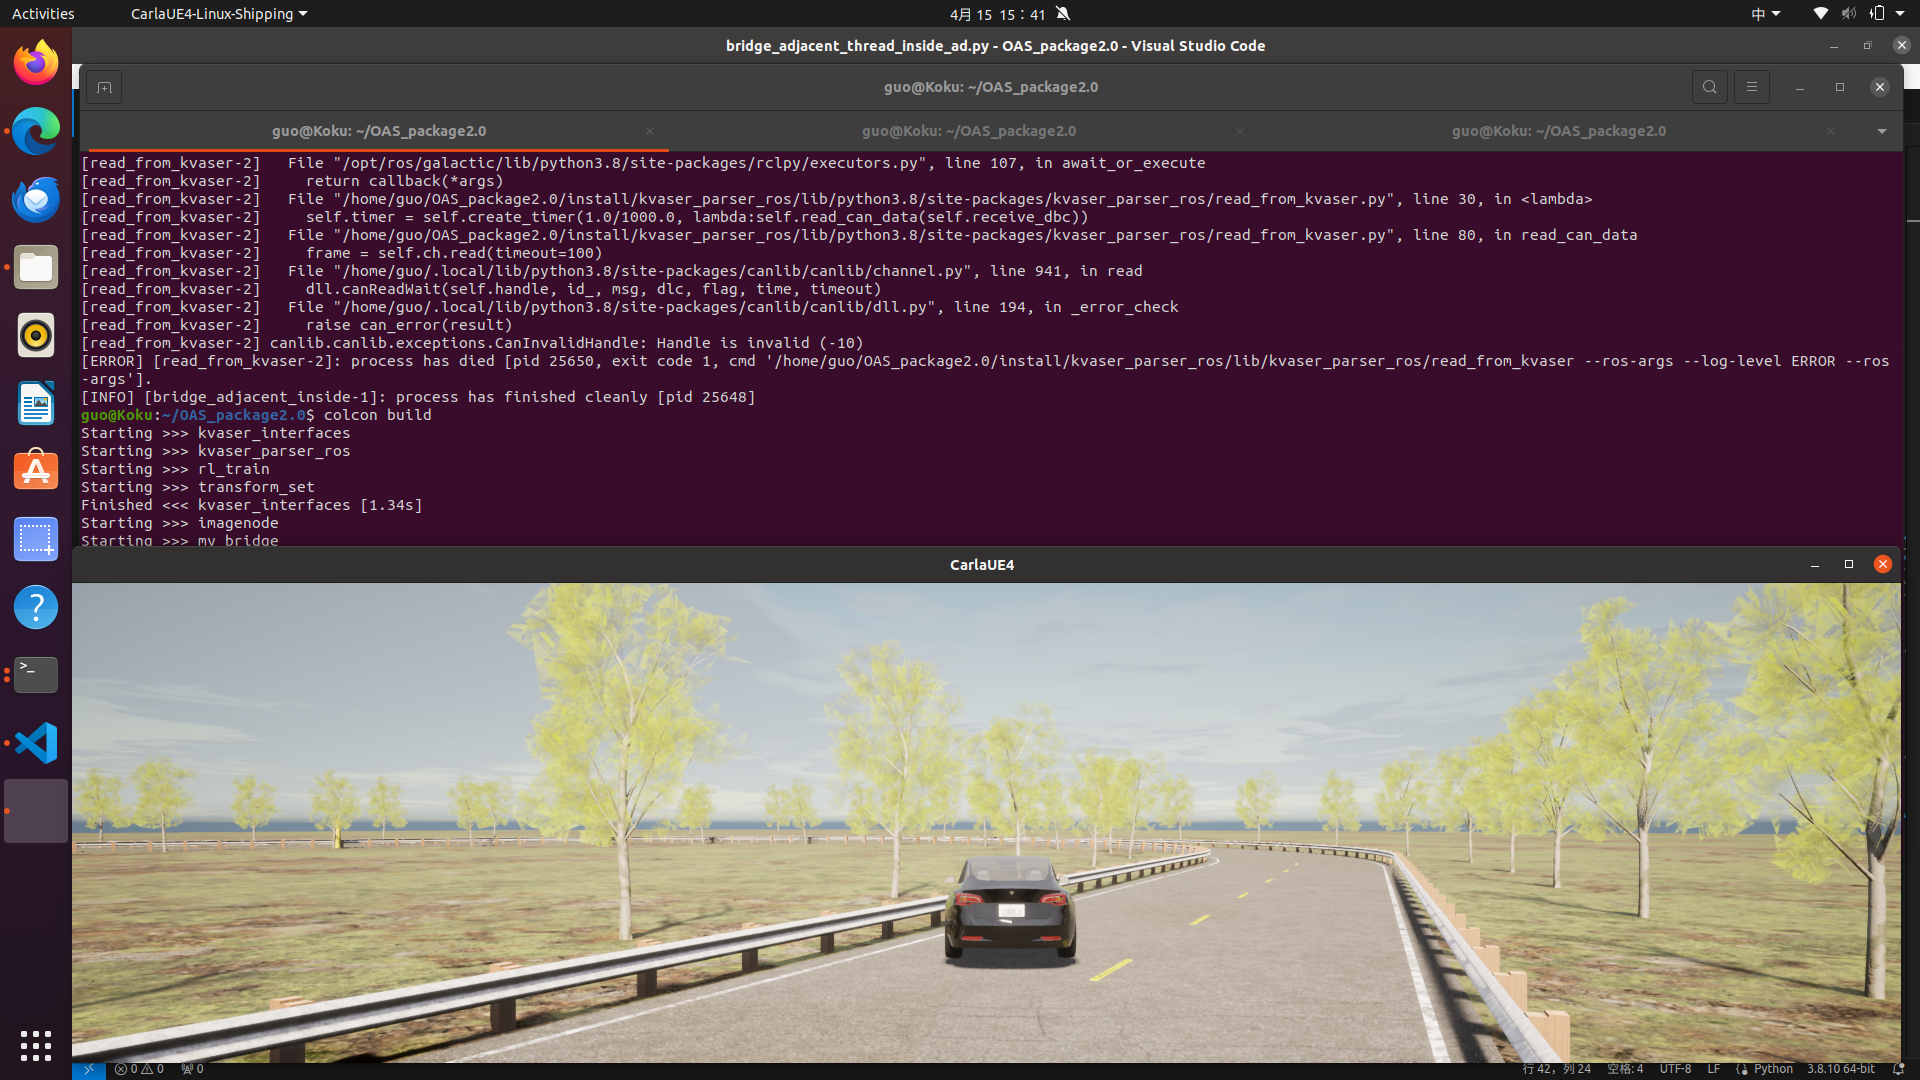 Activities
CarlaUE4-Linux-Shipping
4月 15 15：41
中
bridge_adjacent_thread_inside_ad.py - OAS_package2.0 - Visual Studio Code
guo@Koku: ~/OAS_package2.0
guo@Koku: ~/OAS_package2.0
guo@Koku: ~/OAS_package2.0
guo@Koku: ~/OAS_package2.0
[read_from_kvaser-2]   File "/opt/ros/galactic/lib/python3.8/site-packages/rclpy/executors.py", line 107, in await_or_execute
[read_from_kvaser-2]     return callback(*args)
[read_from_kvaser-2]   File "/home/guo/OAS_package2.0/install/kvaser_parser_ros/lib/python3.8/site-packages/kvaser_parser_ros/read_from_kvaser.py", line 30, in <lambda>
[read_from_kvaser-2]     self.timer = self.create_timer(1.0/1000.0, lambda:self.read_can_data(self.receive_dbc))
[read_from_kvaser-2]   File "/home/guo/OAS_package2.0/install/kvaser_parser_ros/lib/python3.8/site-packages/kvaser_parser_ros/read_from_kvaser.py", line 80, in read_can_data
[read_from_kvaser-2]     frame = self.ch.read(timeout=100)
[read_from_kvaser-2]   File "/home/guo/.local/lib/python3.8/site-packages/canlib/canlib/channel.py", line 941, in read
[read_from_kvaser-2]     dll.canReadWait(self.handle, id_, msg, dlc, flag, time, timeout)
[read_from_kvaser-2]   File "/home/guo/.local/lib/python3.8/site-packages/canlib/canlib/dll.py", line 194, in _error_check
[read_from_kvaser-2]     raise can_error(result)
[read_from_kvaser-2] canlib.canlib.exceptions.CanInvalidHandle: Handle is invalid (-10)
[ERROR] [read_from_kvaser-2]: process has died [pid 25650, exit code 1, cmd '/home/guo/OAS_package2.0/install/kvaser_parser_ros/lib/kvaser_parser_ros/read_from_kvaser --ros-args --log-level ERROR --ros
-args'].
[INFO] [bridge_adjacent_inside-1]: process has finished cleanly [pid 25648]
guo@Koku:~/OAS_package2.0$ colcon build
Starting >>> kvaser_interfaces
Starting >>> kvaser_parser_ros
Starting >>> rl_train
Starting >>> transform_set
Finished <<< kvaser_interfaces [1.34s]
Starting >>> imagenode
Starting >>> my_bridge
CarlaUE4
0 0 0
行 42，列 24 空格: 4 UTF-8 LF Python 3.8.10 64-bit